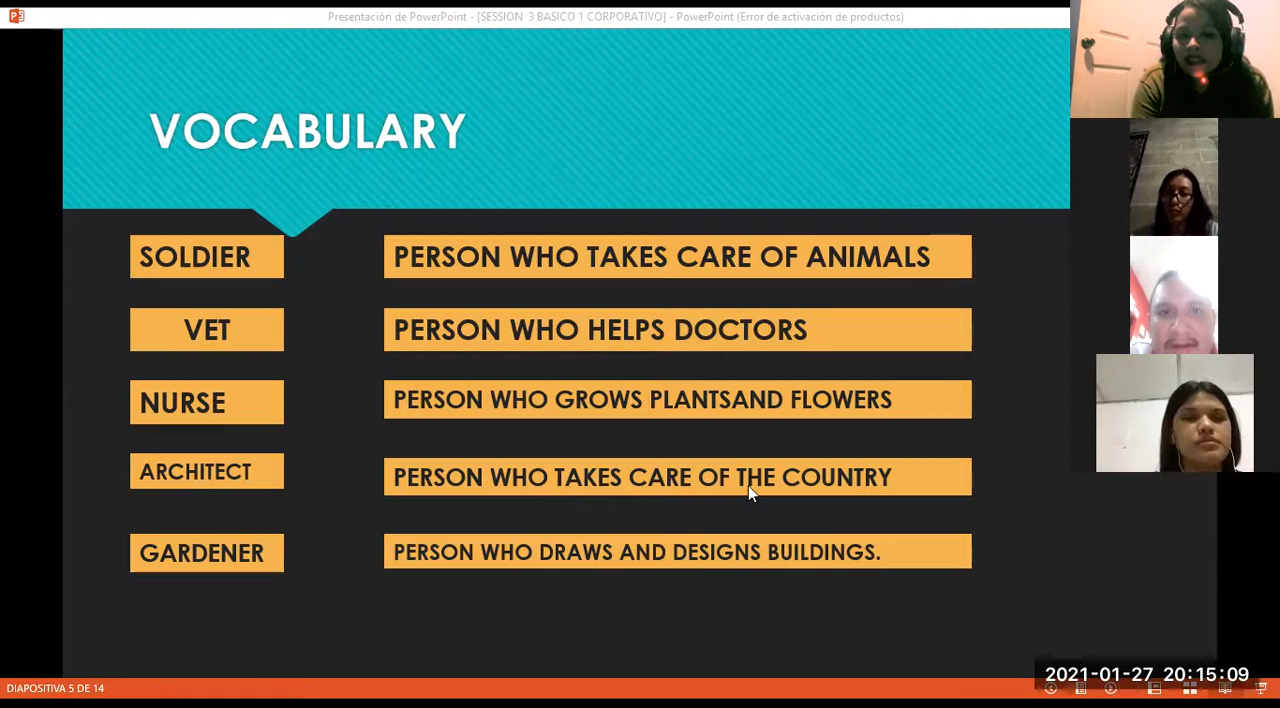 Presentación de PowerPoint - [SESSION  3 BASICO 1 CORPORATIVO] - PowerPoint (Error de activación de productos)
VOCABULARY
SOLDIER
PERSON WHO TAKES CARE OF ANIMALS
VET
PERSON WHO HELPS DOCTORS
NURSE
PERSON WHO GROWS PLANTSAND FLOWERS
ARCHITECT
PERSON WHO TAKES CARE OF THE COUNTRY
GARDENER
PERSON WHO DRAWS AND DESIGNS BUILDINGS.
2021-01-27 20:15:09
DIAPOSITIVA 5 DE 14